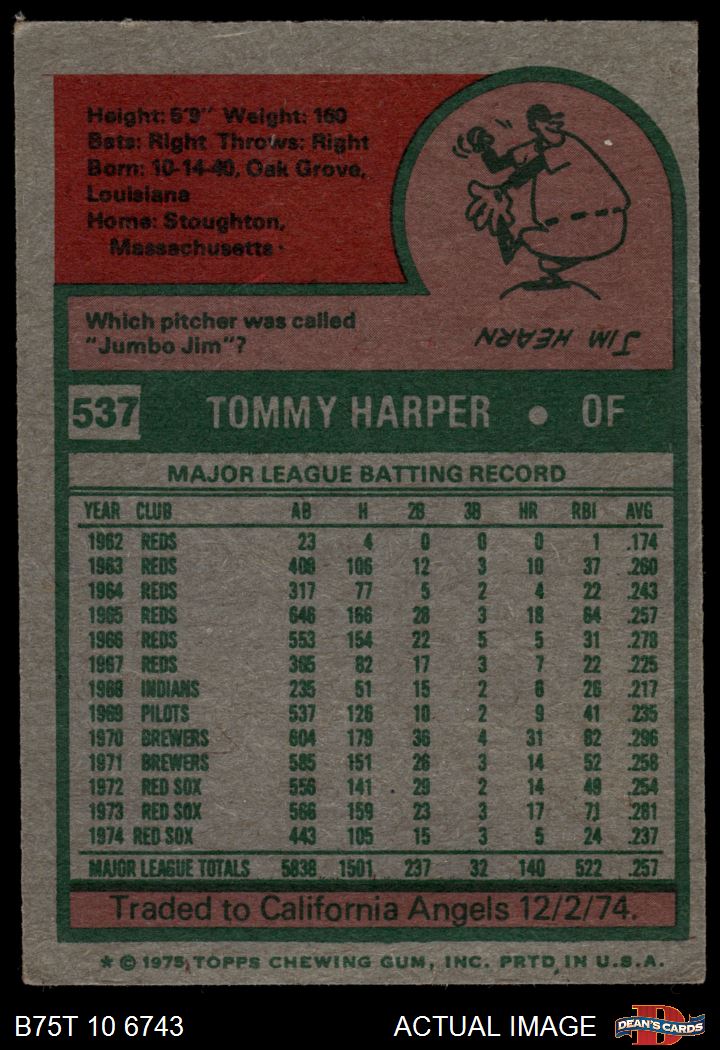 Height: 5'9" Weight: 160
Bats: Right Throws: Right
Born: 10-14-40, Oak Grove,
Louisiana
Home: Stoughton,
Massachusetts
Which pitcher was called
"Jumbo Jim"?
JIM HEARN
537 TOMMY HARPER • OF
MAJOR LEAGUE BATTING RECORD
YEAR CLUB AB H 2B 3B HR RBI AVG
1962 REDS 23 4 0 0 0 1 .174
1963 REDS 408 106 12 3 10 37 .260
1964 REDS 317 77 5 2 4 22 .243
1965 REDS 646 166 28 3 18 64 .257
1966 REDS 553 154 22 5 5 31 .278
1967 REDS 365 82 17 3 7 22 .225
1968 INDIANS 235 51 15 2 6 26 .217
1969 PILOTS 537 126 10 2 9 41 .235
1970 BREWERS 604 179 36 4 31 82 .296
1971 BREWERS 585 151 26 3 14 52 .258
1972 RED SOX 556 141 29 2 14 49 .254
1973 RED SOX 566 159 23 3 17 71 .281
1974 RED SOX 443 105 15 3 5 24 .237
MAJOR LEAGUE TOTALS 5838 1501 237 32 140 522 .257
Traded to California Angels 12/2/74.
* © 1975 TOPPS CHEWING GUM, INC. PRTD. IN U.S.A.
B75T 10 6743 ACTUAL IMAGE DEAN'S CARDS